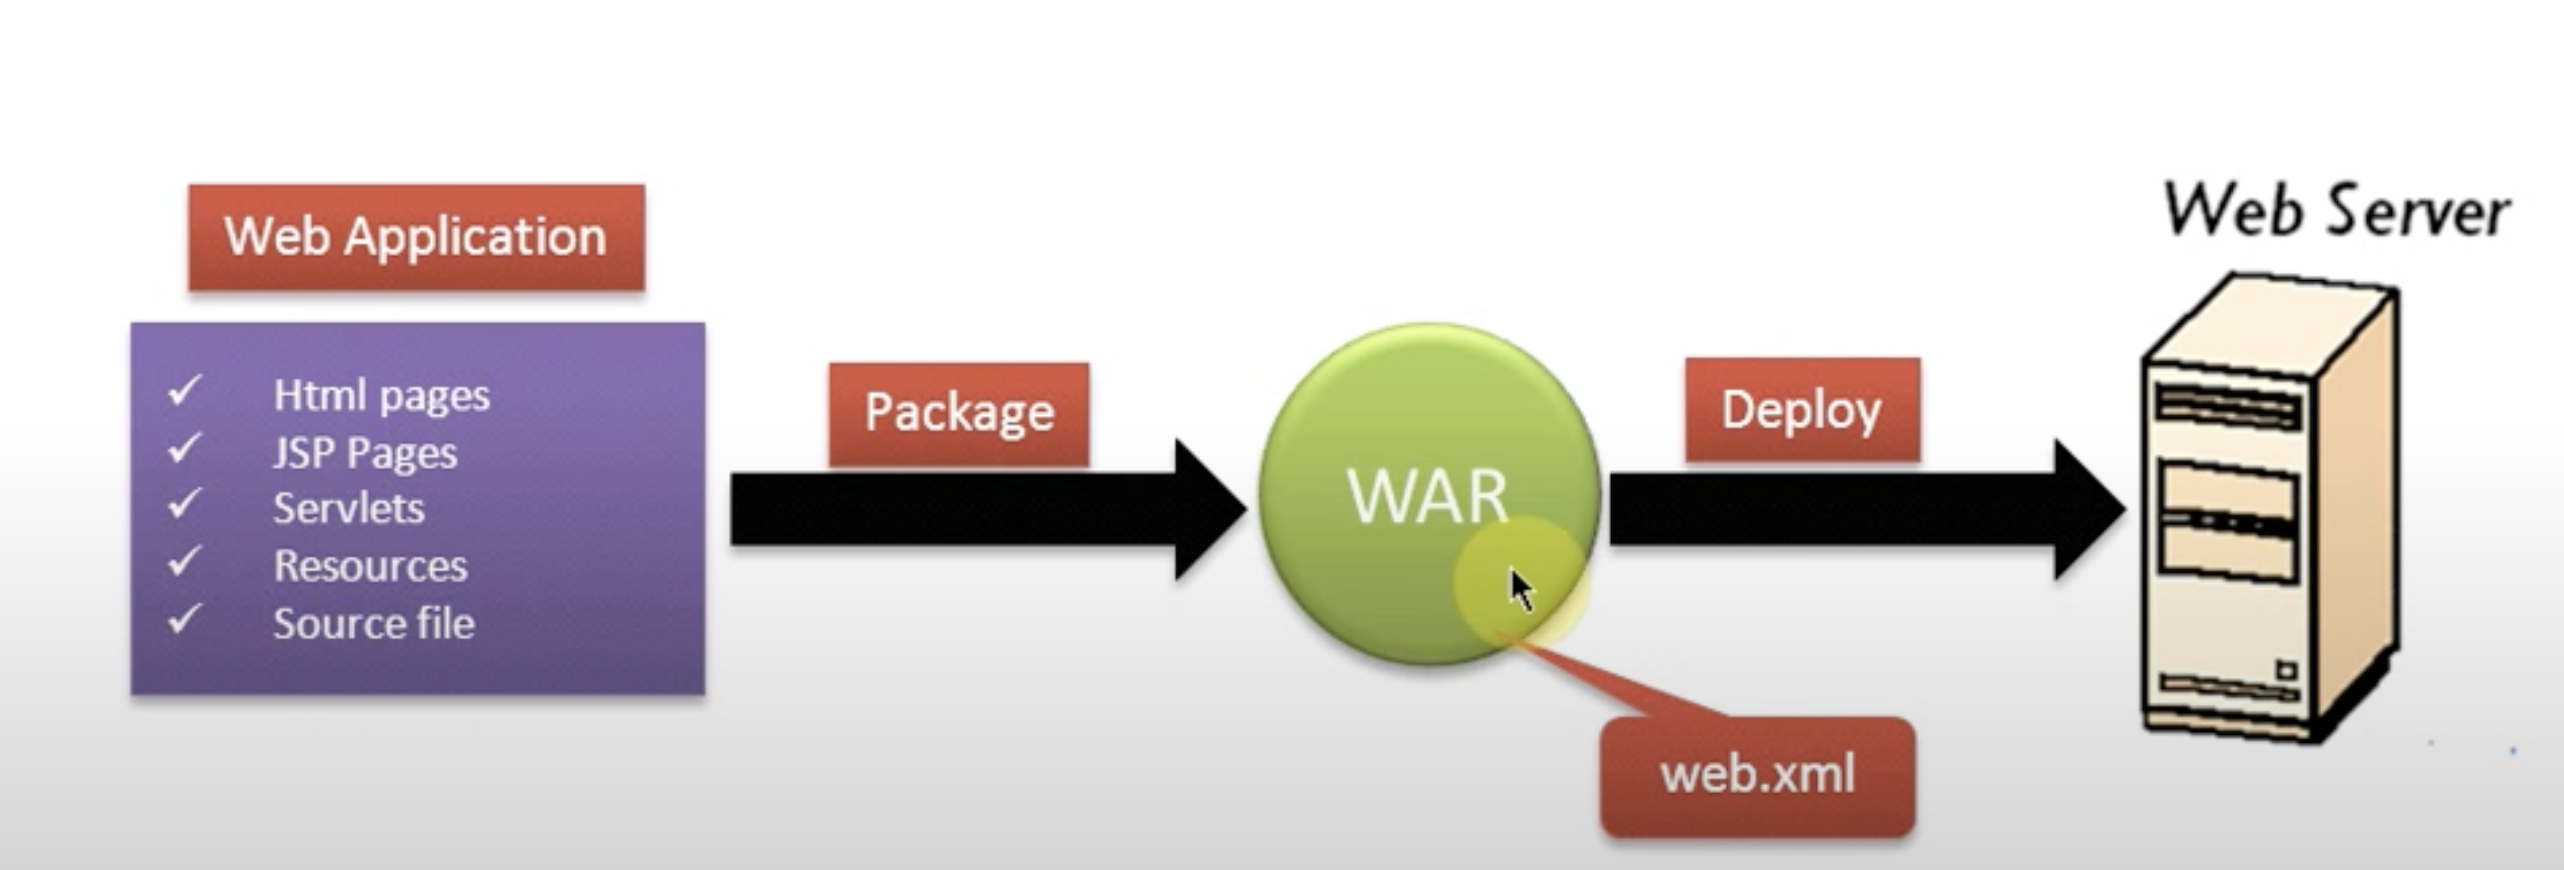 Web Application
Html pages
JSP Pages
Servlets
Resources
Source file
Package
WAR
web.xml
Deploy
Web Server